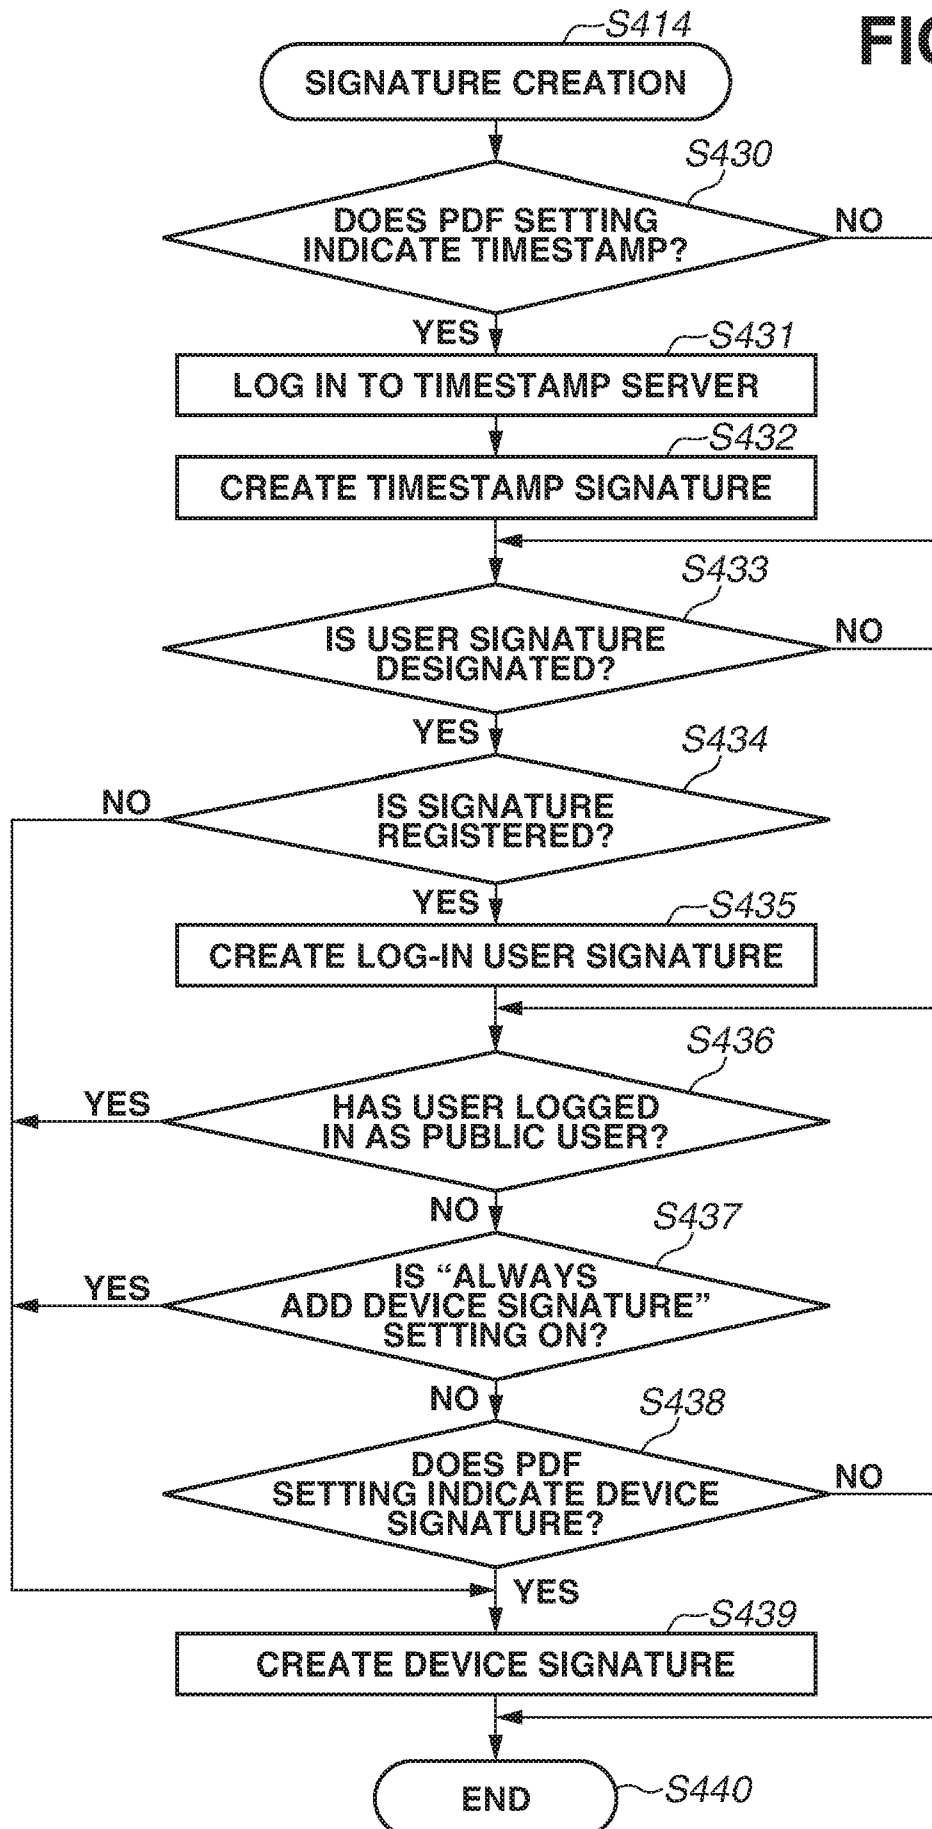 S414
FIG
SIGNATURE CREATION
S430
DOES PDF SETTING
INDICATE TIMESTAMP?
NO
YES
S431
LOG IN TO TIMESTAMP SERVER
S432
CREATE TIMESTAMP SIGNATURE
S433
IS USER SIGNATURE
DESIGNATED?
NO
YES
S434
NO
IS SIGNATURE
REGISTERED?
YES
S435
CREATE LOG-IN USER SIGNATURE
S436
YES
HAS USER LOGGED
IN AS PUBLIC USER?
NO
S437
YES
IS “ALWAYS
ADD DEVICE SIGNATURE”
SETTING ON?
NO
S438
DOES PDF
SETTING INDICATE DEVICE
SIGNATURE?
NO
YES
S439
CREATE DEVICE SIGNATURE
END
S440